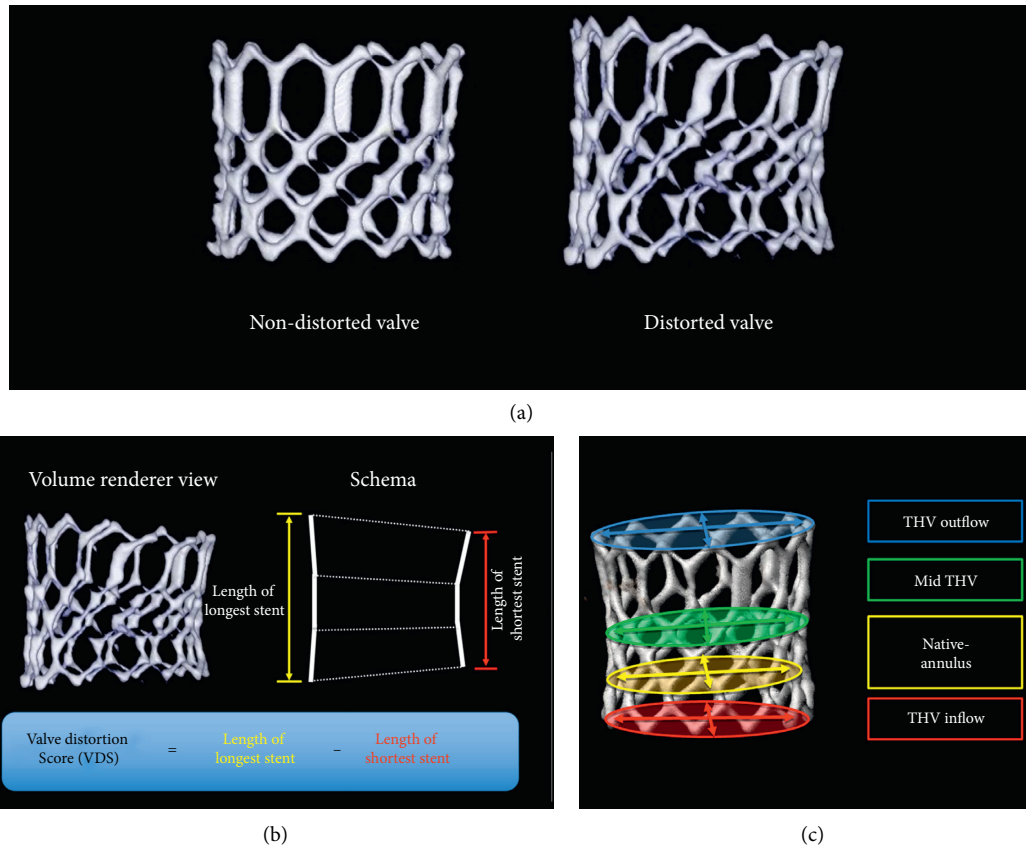 Non-distorted valve
Distorted valve
(a)
Volume renderer view
Schema
Length of
longest stent
Length of
shortest stent
Valve distortion
Score (VDS)
=
Length of
longest stent
–
Length of
shortest stent
(b)
THV outflow
Mid THV
Native-
annulus
THV inflow
(c)